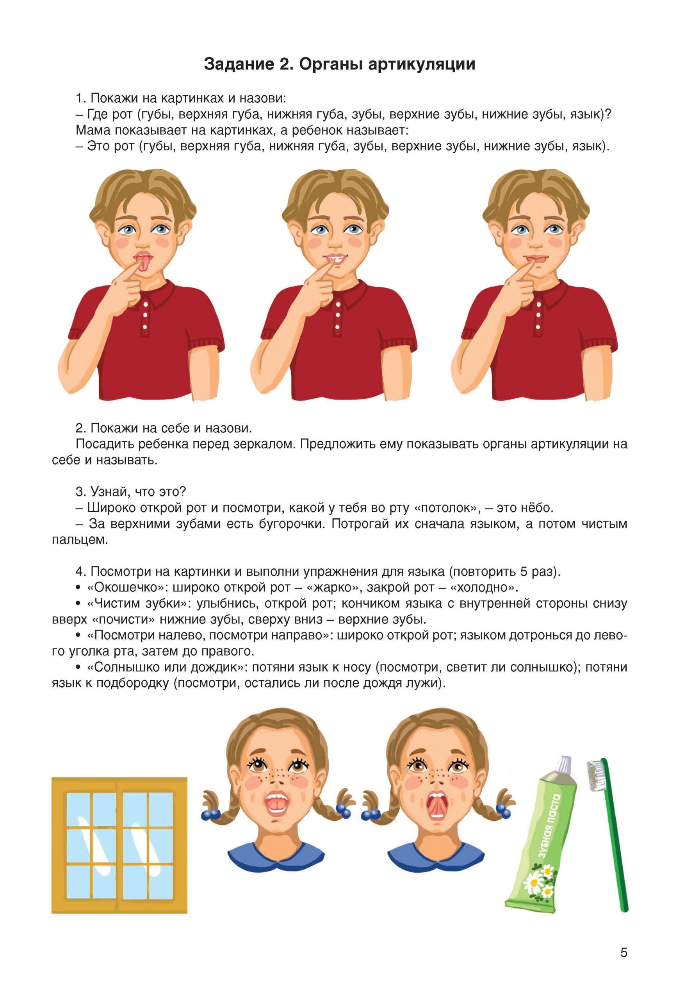 Задание 2. Органы артикуляции
1. Покажи на картинках и назови:
– Где рот (губы, верхняя губа, нижняя губа, зубы, верхние зубы, нижние зубы, язык)?
Мама показывает на картинках, а ребенок называет:
– Это рот (губы, верхняя губа, нижняя губа, зубы, верхние зубы, нижние зубы, язык).
2. Покажи на себе и назови.
Посадить ребенка перед зеркалом. Предложить ему показывать органы артикуляции на
себе и называть.
3. Узнай, что это?
– Широко открой рот и посмотри, какой у тебя во рту «потолок», – это нёбо.
– За верхними зубами есть бугорочки. Потрогай их сначала языком, а потом чистым
пальцем.
4. Посмотри на картинки и выполни упражнения для языка (повторить 5 раз).
• «Окошечко»: широко открой рот – «жарко», закрой рот – «холодно».
• «Чистим зубки»: улыбнись, открой рот; кончиком языка с внутренней стороны снизу
вверх «почисти» нижние зубы, сверху вниз – верхние зубы.
• «Посмотри налево, посмотри направо»: широко открой рот; языком дотронься до лево-
го уголка рта, затем до правого.
• «Солнышко или дождик»: потяни язык к носу (посмотри, светит ли солнышко); потяни
язык к подбородку (посмотри, остались ли после дождя лужи).
зубная паста
5